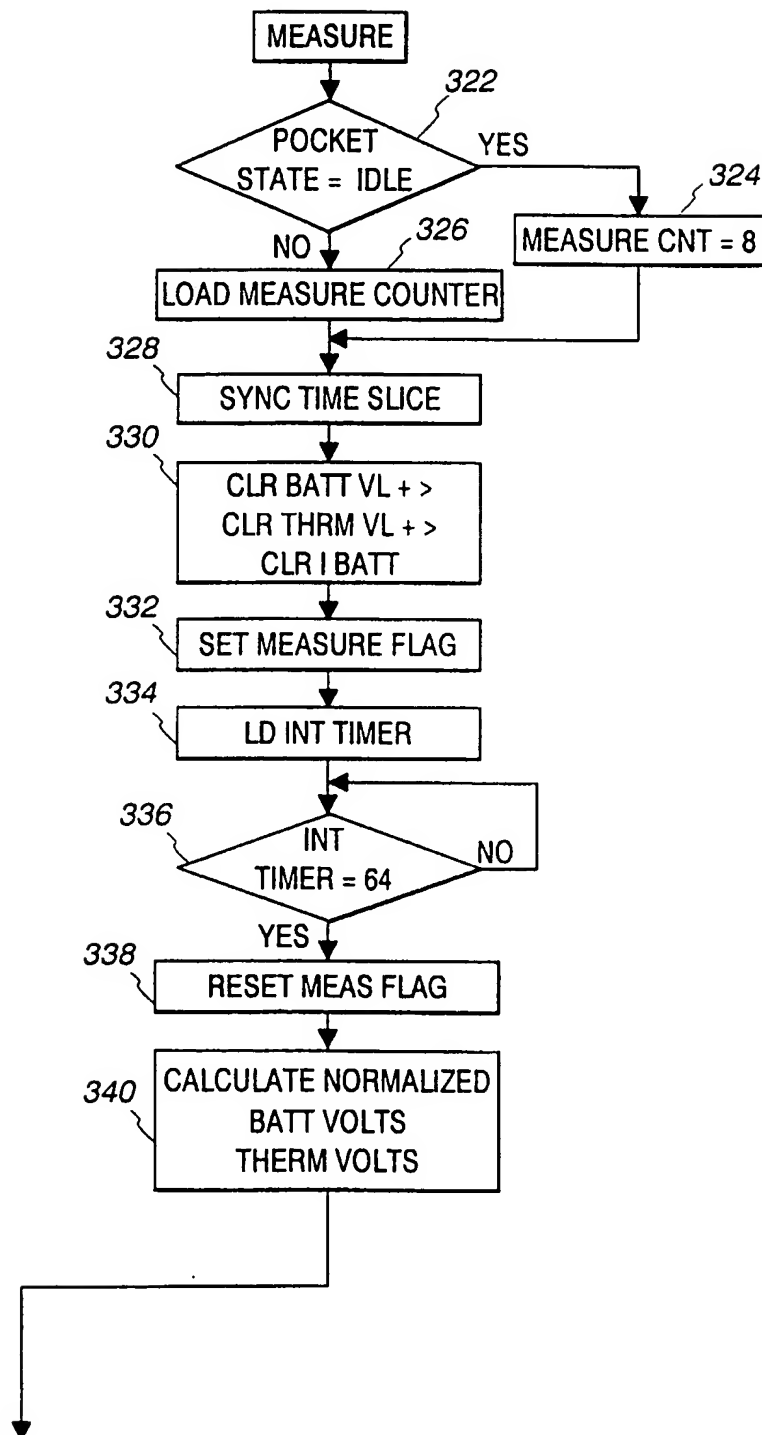 MEASURE
322
POCKET
STATE = IDLE
YES
324
MEASURE CNT = 8
NO
326
LOAD MEASURE COUNTER
328
SYNC TIME SLICE
330
CLR BATT VL + >
CLR THRM VL + >
CLR I BATT
332
SET MEASURE FLAG
334
LD INT TIMER
336
INT
TIMER = 64
NO
YES
338
RESET MEAS FLAG
340
CALCULATE NORMALIZED
BATT VOLTS
THERM VOLTS